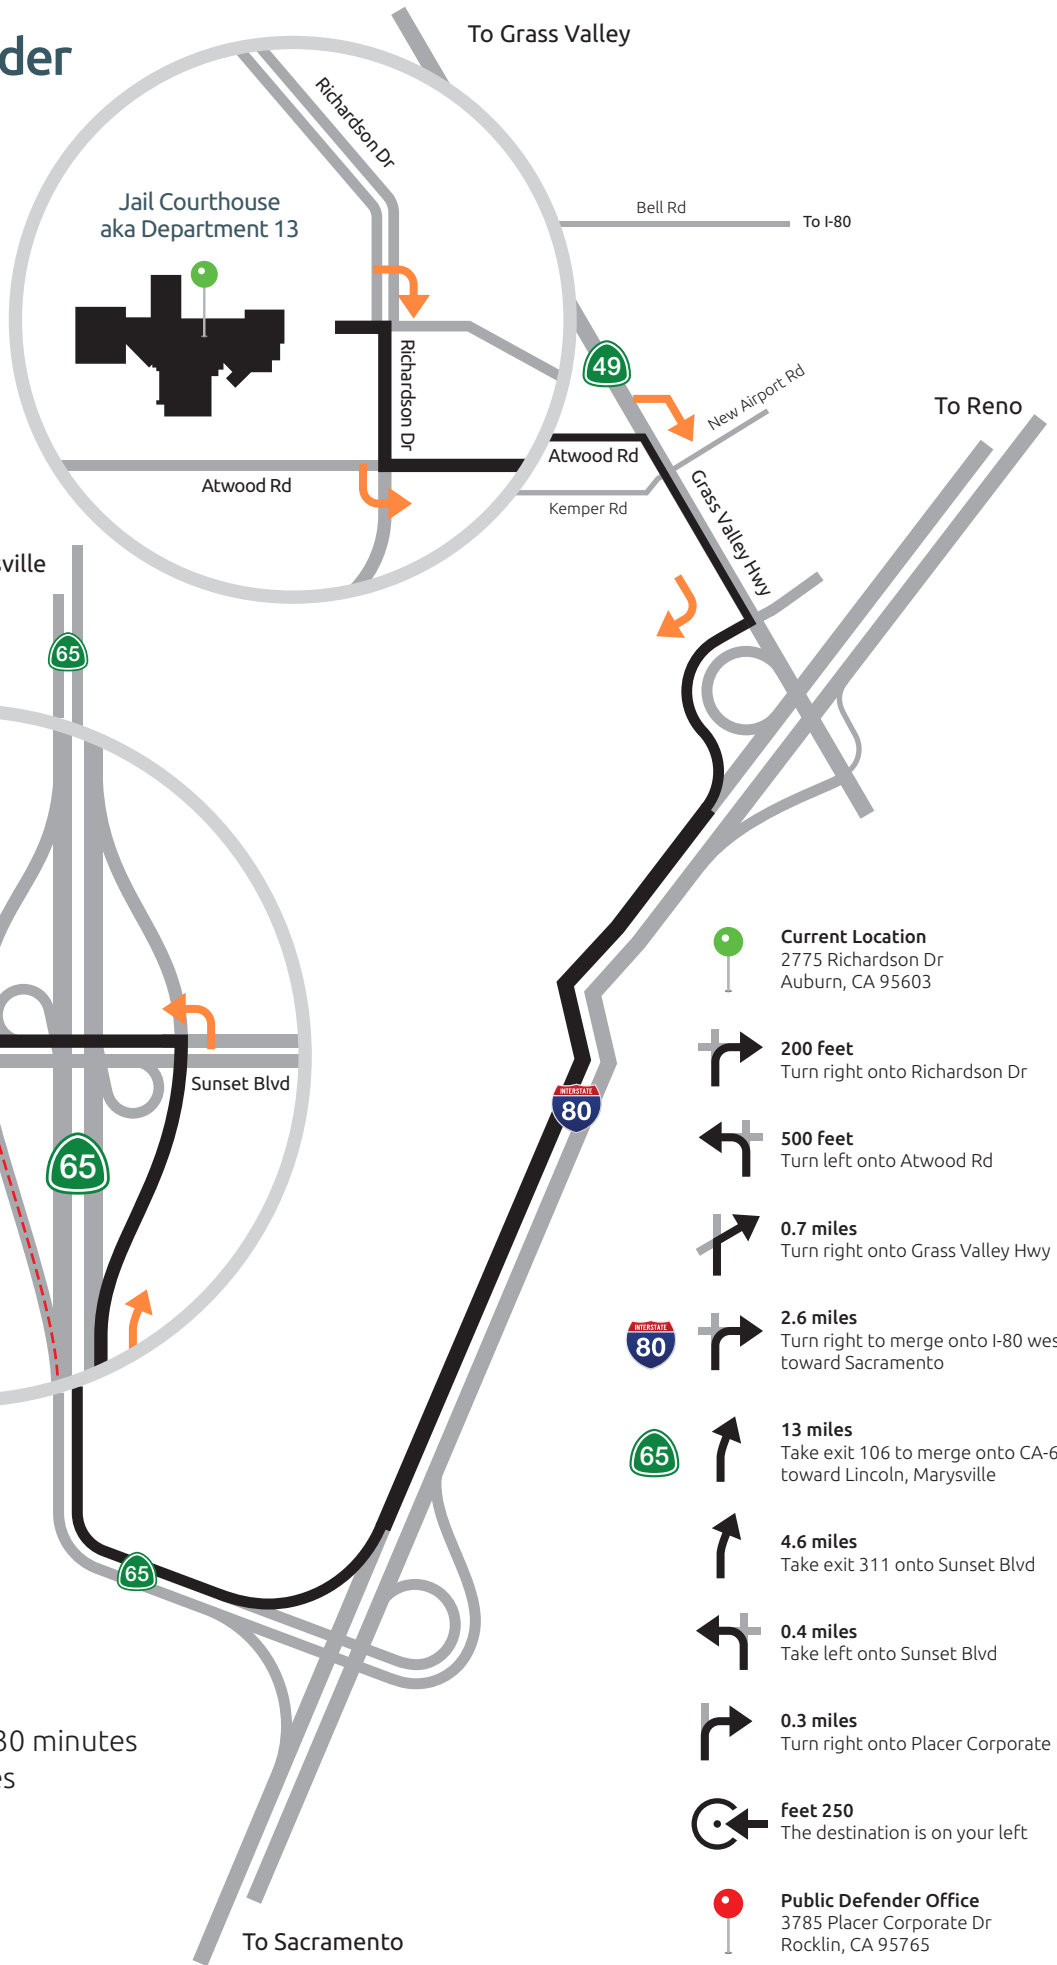 der
To Grass Valley
Richardson Dr
Jail Courthouse
aka Department 13
Bell Rd
To I-80
49
New Airport Rd
To Reno
Richardson Dr
Atwood Rd
Atwood Rd
Kemper Rd
Grass Valley Hwy
sville
65
Sunset Blvd
65
INTERSTATE
80
65
30 minutes
es
To Sacramento
Current Location
2775 Richardson Dr
Auburn, CA 95603
200 feet
Turn right onto Richardson Dr
500 feet
Turn left onto Atwood Rd
0.7 miles
Turn right onto Grass Valley Hwy
INTERSTATE
80
2.6 miles
Turn right to merge onto I-80 wes
toward Sacramento
65
13 miles
Take exit 106 to merge onto CA-6
toward Lincoln, Marysville
4.6 miles
Take exit 311 onto Sunset Blvd
0.4 miles
Take left onto Sunset Blvd
0.3 miles
Turn right onto Placer Corporate
feet 250
The destination is on your left
Public Defender Office
3785 Placer Corporate Dr
Rocklin, CA 95765